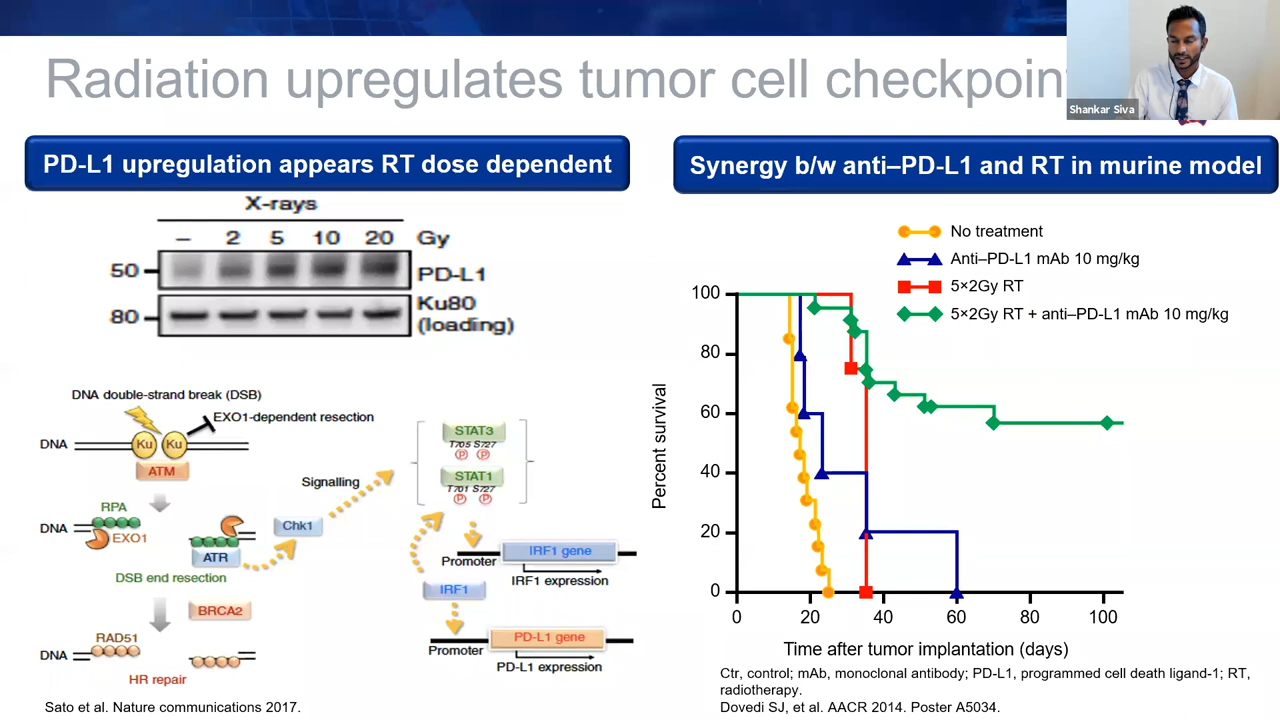 Radiation upregulates tumor cell checkpoin
Shankar Siva
PD-L1 upregulation appears RT dose dependent
X-rays
– 2 5 10 20 Gy
50
PD-L1
80
Ku80
(loading)
DNA double-strand break (DSB)
EXO1-dependent resection
DNA
Ku Ku
ATM
RPA
DNA
EXO1
ATR
DSB end resection
BRCA2
RAD51
DNA
HR repair
Chk1
Signalling
STAT3
T705 S727
P P
STAT1
T701 S727
P P
Promoter
IRF1 gene
IRF1 expression
IRF1
Promoter
PD-L1 gene
PD-L1 expression
Sato et al. Nature communications 2017.
Synergy b/w anti–PD-L1 and RT in murine model
No treatment
Anti–PD-L1 mAb 10 mg/kg
5×2Gy RT
5×2Gy RT + anti–PD-L1 mAb 10 mg/kg
Percent survival
100
80
60
40
20
0
0 20 40 60 80 100
Time after tumor implantation (days)
Ctr, control; mAb, monoclonal antibody; PD-L1, programmed cell death ligand-1; RT,
radiotherapy.
Dovedi SJ, et al. AACR 2014. Poster A5034.